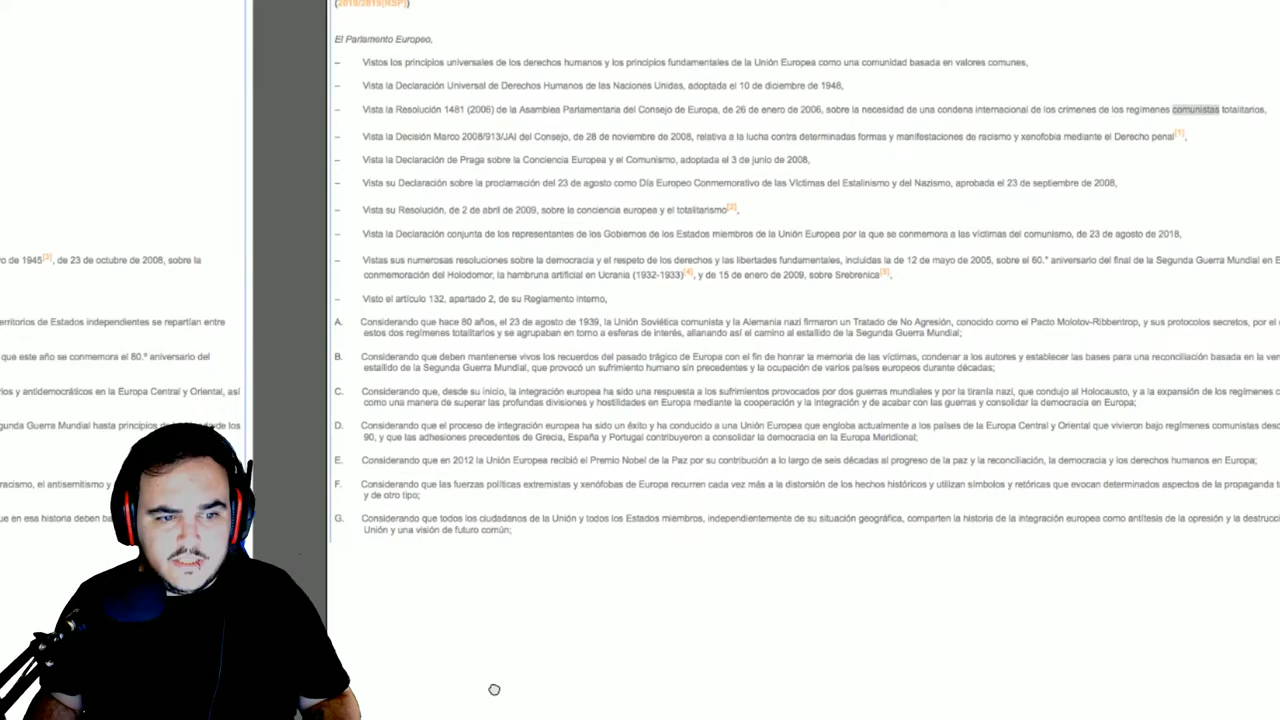 (2019/2819(RSP))
El Parlamento Europeo,
– Vistos los principios universales de los derechos humanos y los principios fundamentales de la Unión Europea como una comunidad basada en valores comunes,
– Vista la Declaración Universal de Derechos Humanos de las Naciones Unidas, adoptada el 10 de diciembre de 1948,
– Vista la Resolución 1481 (2006) de la Asamblea Parlamentaria del Consejo de Europa, de 26 de enero de 2006, sobre la necesidad de una condena internacional de los crímenes de los regímenes comunistas totalitarios,
– Vista la Decisión Marco 2008/913/JAI del Consejo, de 28 de noviembre de 2008, relativa a la lucha contra determinadas formas y manifestaciones de racismo y xenofobia mediante el Derecho penal[1],
– Vista la Declaración de Praga sobre la Conciencia Europea y el Comunismo, adoptada el 3 de junio de 2008,
– Vista su Declaración sobre la proclamación del 23 de agosto como Día Europeo Conmemorativo de las Víctimas del Estalinismo y del Nazismo, aprobada el 23 de septiembre de 2008,
– Vista su Resolución, de 2 de abril de 2009, sobre la conciencia europea y el totalitarismo[2],
– Vista la Declaración conjunta de los representantes de los Gobiernos de los Estados miembros de la Unión Europea por la que se conmemora a las víctimas del comunismo, de 23 de agosto de 2018,
– Vistas sus numerosas resoluciones sobre la democracia y el respeto de los derechos y las libertades fundamentales, incluidas la de 12 de mayo de 2005, sobre el 60.º aniversario del final de la Segunda Guerra Mundial en E
conmemoración del Holodomor, la hambruna artificial en Ucrania (1932-1933)[4], y de 15 de enero de 2009, sobre Srebrenica[5],
– Visto el artículo 132, apartado 2, de su Reglamento interno,
A. Considerando que hace 80 años, el 23 de agosto de 1939, la Unión Soviética comunista y la Alemania nazi firmaron un Tratado de No Agresión, conocido como el Pacto Molotov-Ribbentrop, y sus protocolos secretos, por el
estos dos regímenes totalitarios y se agrupaban en torno a esferas de interés, allanando así el camino al estallido de la Segunda Guerra Mundial;
B. Considerando que deben mantenerse vivos los recuerdos del pasado trágico de Europa con el fin de honrar la memoria de las víctimas, condenar a los autores y establecer las bases para una reconciliación basada en la
estallido de la Segunda Guerra Mundial, que provocó un sufrimiento humano sin precedentes y la ocupación de varios países europeos durante décadas;
C. Considerando que, desde su inicio, la integración europea ha sido una respuesta a los sufrimientos provocados por dos guerras mundiales y por la tiranía nazi, que condujo al Holocausto, y a la expansión de los regímenes
como una manera de superar las profundas divisiones y hostilidades en Europa mediante la cooperación y la integración y de acabar con las guerras y consolidar la democracia en Europa;
D. Considerando que el proceso de integración europea ha sido un éxito y ha conducido a una Unión Europea que engloba actualmente a los países de la Europa Central y Oriental que vivieron bajo regímenes comunistas
90, y que las adhesiones precedentes de Grecia, España y Portugal contribuyeron a consolidar la democracia en la Europa Meridional;
E. Considerando que en 2012 la Unión Europea recibió el Premio Nobel de la Paz por su contribución a lo largo de seis décadas al progreso de la paz y la reconciliación, la democracia y los derechos humanos en Europa;
F. Considerando que las fuerzas políticas extremistas y xenófobas de Europa recurren cada vez más a la distorsión de los hechos históricos y utilizan símbolos y retóricas que evocan determinados aspectos de la propaganda
y de otro tipo;
G. Considerando que todos los ciudadanos de la Unión y todos los Estados miembros, independientemente de su situación geográfica, comparten la historia de la integración europea como antítesis de la opresión y la
Unión y una visión de futuro común;
de 1945[2], de 23 de octubre de 2008, sobre la
territorios de Estados independientes se repartían entre
que este año se conmemora el 80.º aniversario del
y antidemocráticos en la Europa Central y Oriental, así
Guerra Mundial hasta principios de los
racismo, el antisemitismo y
que en esa historia deben